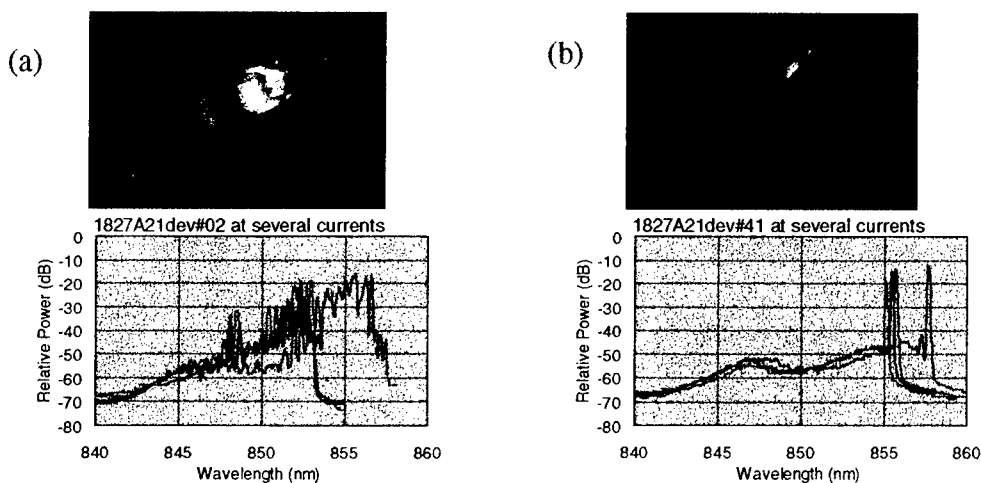 (a)
(b)
1827A21dev#02 at several currents
0
-10
-20
-30
-40
-50
-60
-70
-80
Relative Power (dB)
840 845 850 855 860
Wavelength (nm)
1827A21dev#41 at several currents
0
-10
-20
-30
-40
-50
-60
-70
-80
Relative Power (dB)
840 845 850 855 860
Wavelength (nm)